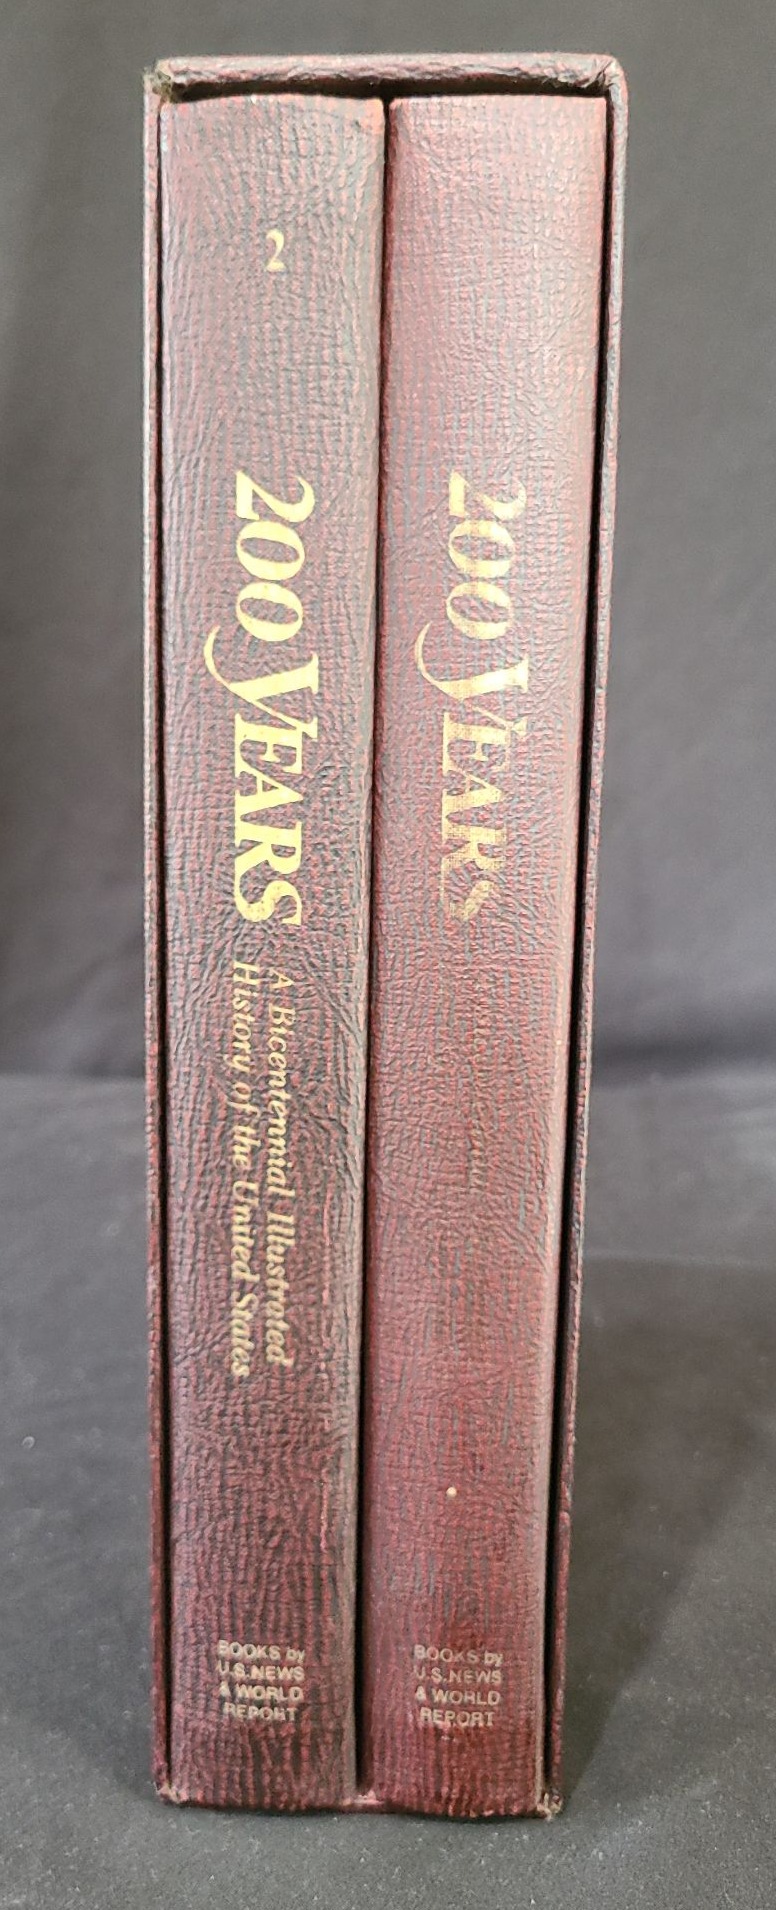 2
200 YEARS
A Bicentennial Illustrated
History of the United States
BOOKS by
U.S.NEWS
& WORLD
REPORT
200 YEARS
BOOKS by
U.S.NEWS
& WORLD
REPORT